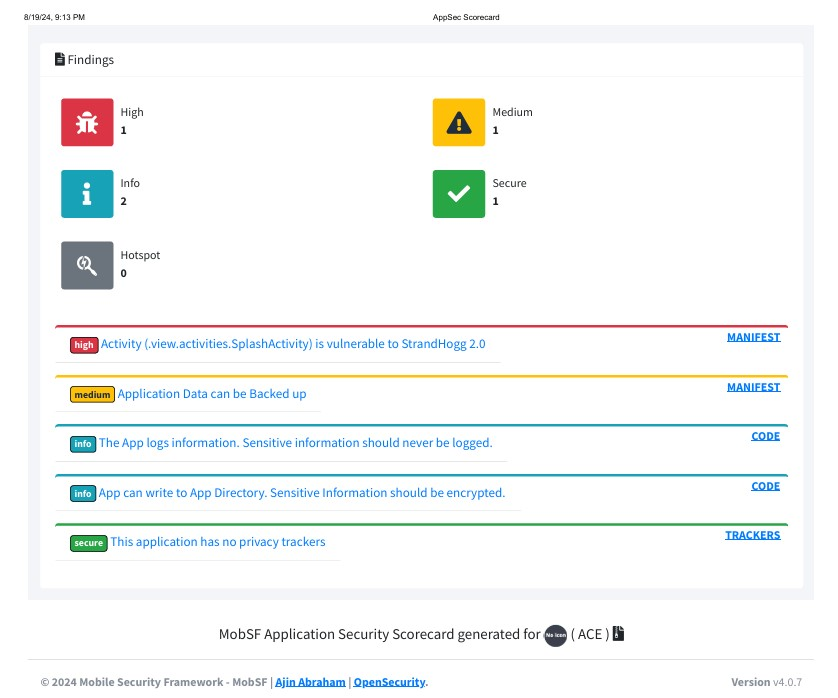 8/19/24, 9:13 PM AppSec Scorecard
Findings
High
1
Medium
1
Info
2
Secure
1
Hotspot
0
high Activity (.view.activities.SplashActivity) is vulnerable to StrandHogg 2.0 MANIFEST
medium Application Data can be Backed up MANIFEST
info The App logs information. Sensitive information should never be logged. CODE
info App can write to App Directory. Sensitive Information should be encrypted. CODE
secure This application has no privacy trackers TRACKERS
MobSF Application Security Scorecard generated for No Icon ( ACE )
© 2024 Mobile Security Framework - MobSF | Ajin Abraham | OpenSecurity. Version v4.0.7